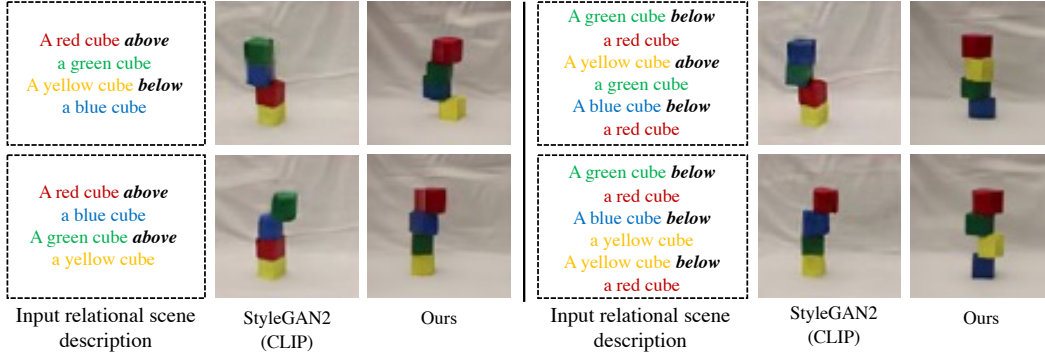 A red cube above
a green cube
A yellow cube below
a blue cube
A green cube below
a red cube
A yellow cube above
a green cube
A blue cube below
a red cube
A red cube above
a blue cube
A green cube above
a yellow cube
A green cube below
a red cube
A blue cube below
a yellow cube
A yellow cube below
a red cube
Input relational scene
description
StyleGAN2
(CLIP)
Ours
Input relational scene
description
StyleGAN2
(CLIP)
Ours